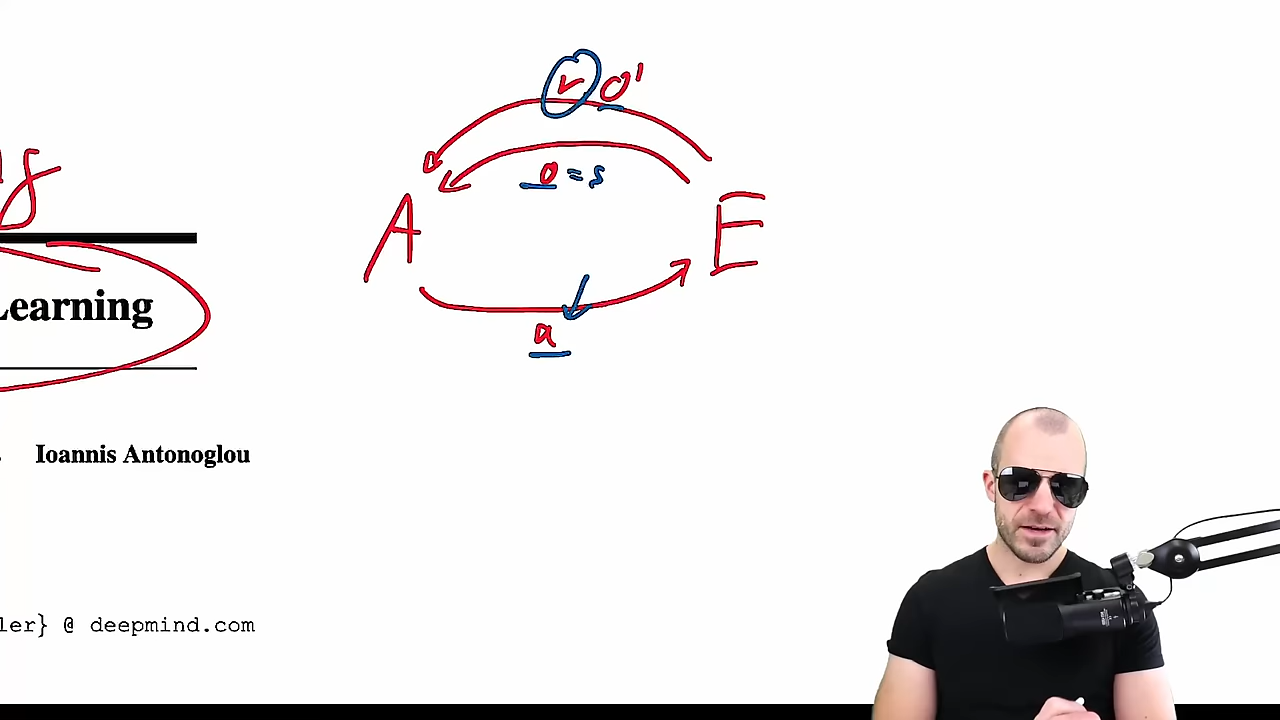 r o'
o = s
A E
a
Learning
Ioannis Antonoglou
ler} @ deepmind.com